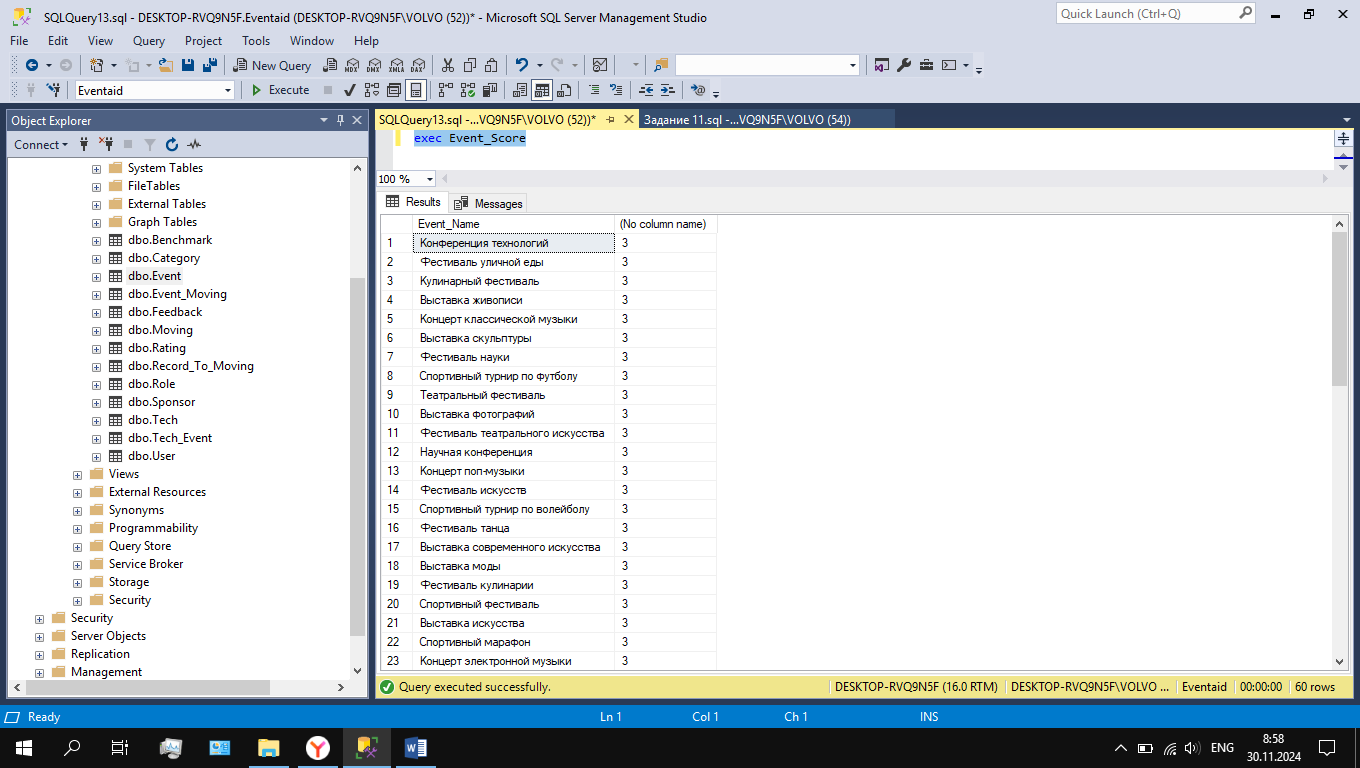 SQLQuery13.sql - DESKTOP-RVQ9N5F.Eventaid (DESKTOP-RVQ9N5F\VOLVO (52))* - Microsoft SQL Server Management Studio
Quick Launch (Ctrl+Q)
File Edit View Query Project Tools Window Help
New Query
MDX DMX XMLA DAX
Eventaid
Execute
Object Explorer
Connect
System Tables
FileTables
External Tables
Graph Tables
dbo.Benchmark
dbo.Category
dbo.Event
dbo.Event_Moving
dbo.Feedback
dbo.Moving
dbo.Rating
dbo.Record_To_Moving
dbo.Role
dbo.Sponsor
dbo.Tech
dbo.Tech_Event
dbo.User
Views
External Resources
Synonyms
Programmability
Query Store
Service Broker
Storage
Security
Security
Server Objects
Replication
Management
SQLQuery13.sql -...VQ9N5F\VOLVO (52))* Задание 11.sql -...VQ9N5F\VOLVO (54))
exec Event_Score
100 %
Results Messages
Event_Name (No column name)
1 Конференция технологий 3
2 Фестиваль уличной еды 3
3 Кулинарный фестиваль 3
4 Выставка живописи 3
5 Концерт классической музыки 3
6 Выставка скульптуры 3
7 Фестиваль науки 3
8 Спортивный турнир по футболу 3
9 Театральный фестиваль 3
10 Выставка фотографий 3
11 Фестиваль театрального искусства 3
12 Научная конференция 3
13 Концерт поп-музыки 3
14 Фестиваль искусств 3
15 Спортивный турнир по волейболу 3
16 Фестиваль танца 3
17 Выставка современного искусства 3
18 Выставка моды 3
19 Фестиваль кулинарии 3
20 Спортивный фестиваль 3
21 Выставка искусства 3
22 Спортивный марафон 3
23 Концерт электронной музыки 3
Query executed successfully. DESKTOP-RVQ9N5F (16.0 RTM) DESKTOP-RVQ9N5F\VOLVO ... Eventaid 00:00:00 60 rows
Ready Ln 1 Col 1 Ch 1 INS
ENG
8:58
30.11.2024